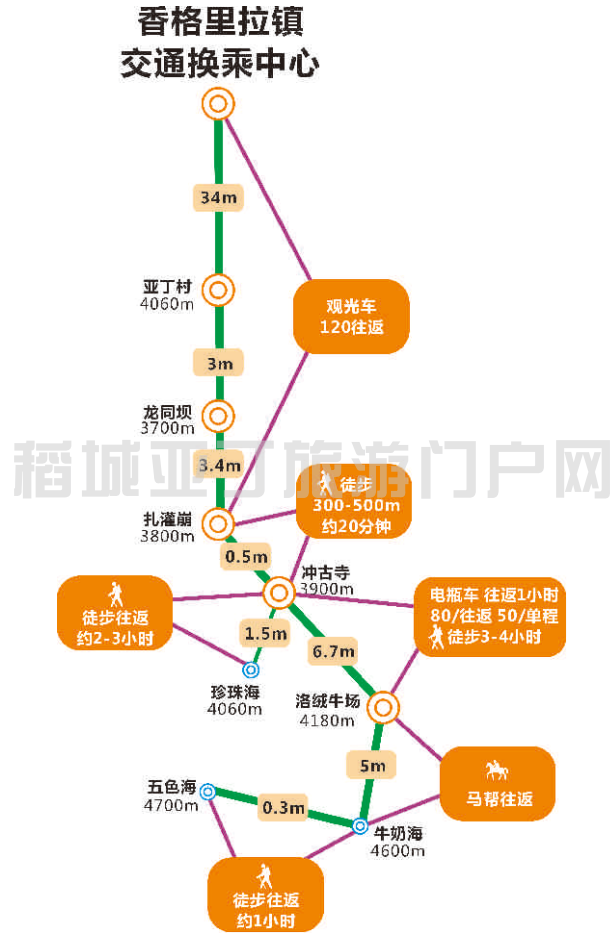 香格里拉镇
交通换乘中心
34m
亚丁村
4060m
观光车
120往返
3m
龙同坝
3700m
稻城亚丁旅游门户网
3.4m
徒步
300-500m
约20分钟
扎灌崩
3800m
0.5m
冲古寺
3900m
徒步往返
约2-3小时
电瓶车 往返1小时
80/往返 50/单程
徒步3-4小时
1.5m
6.7m
珍珠海
4060m
洛绒牛场
4180m
5m
马帮往返
五色海
4700m
0.3m
牛奶海
4600m
徒步往返
约1小时